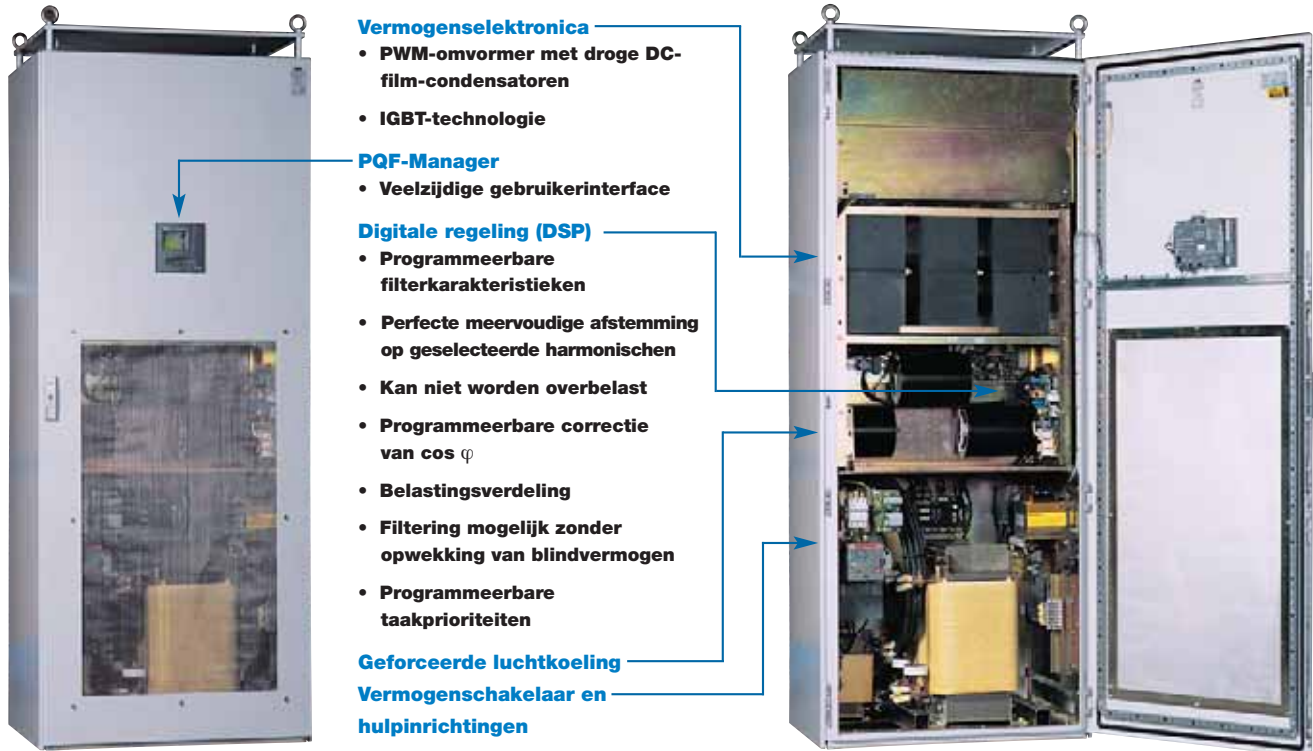 Vermogenselektronica
• PWM-omvormer met droge DC-
film-condensatoren
• IGBT-technologie
PQF-Manager
• Veelzijdige gebruikerinterface
Digitale regeling (DSP)
• Programmeerbare
filterkarakteristieken
• Perfecte meervoudige afstemming
op geselecteerde harmonischen
• Kan niet worden overbelast
• Programmeerbare correctie
van cos φ
• Belastingsverdeling
• Filtering mogelijk zonder
opwekking van blindvermogen
• Programmeerbare
taakprioriteiten
Geforceerde luchtkoeling
Vermogenschakelaar en
hulpinrichtingen